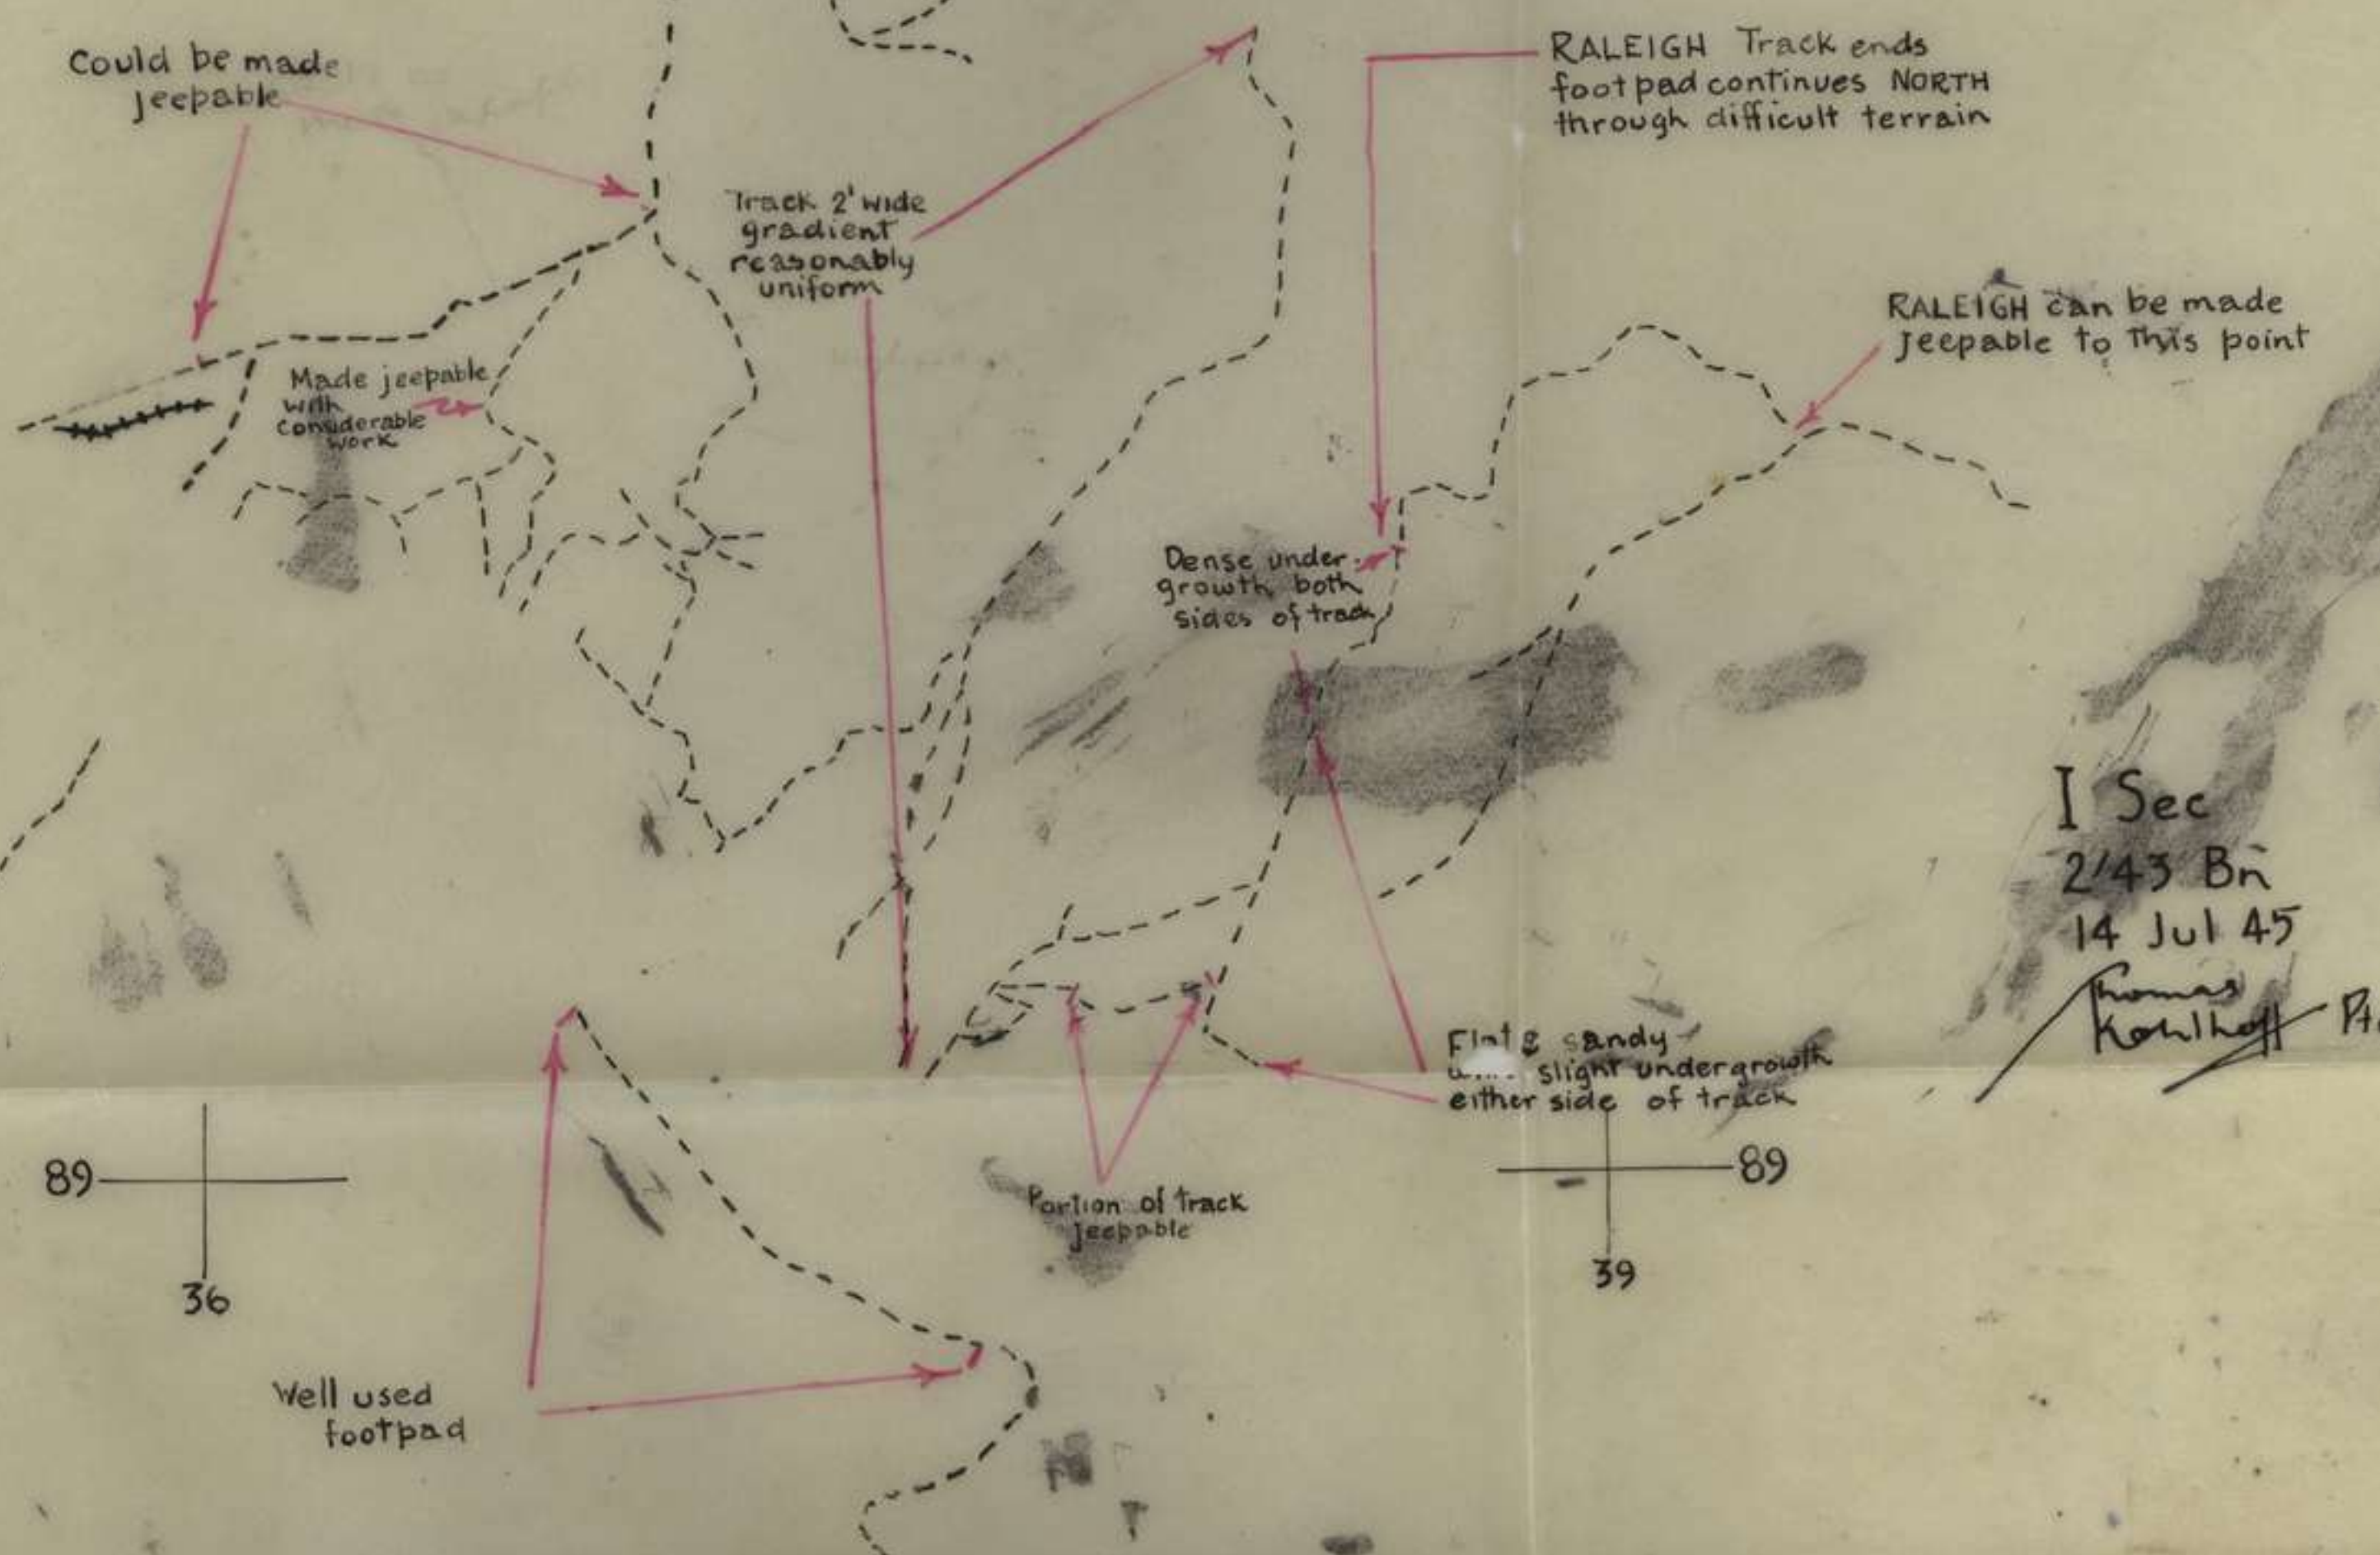 Could be made
jeepable
RALEIGH Track ends
footpad continues NORTH
through difficult terrain
Track 2' wide
gradient
reasonably
uniform
RALEIGH can be made
jeepable to This point
Made jeepable
with
considerable
work
Dense under
growth both
sides of track
I Sec
2/43 Bn
14 Jul 45
Thomas
Flat & sandy
slight undergrowth
either side of track
89
36
Portion of track
jeepable
89
39
Well used
footpad